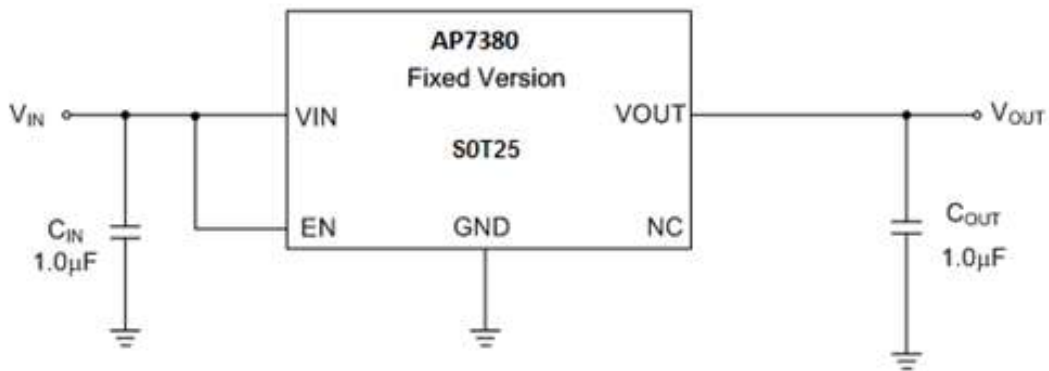 AP7380
Fixed Version
VIN
VIN
VOUT
VOUT
S0T25
CIN
1.0µF
EN
GND
NC
COUT
1.0µF